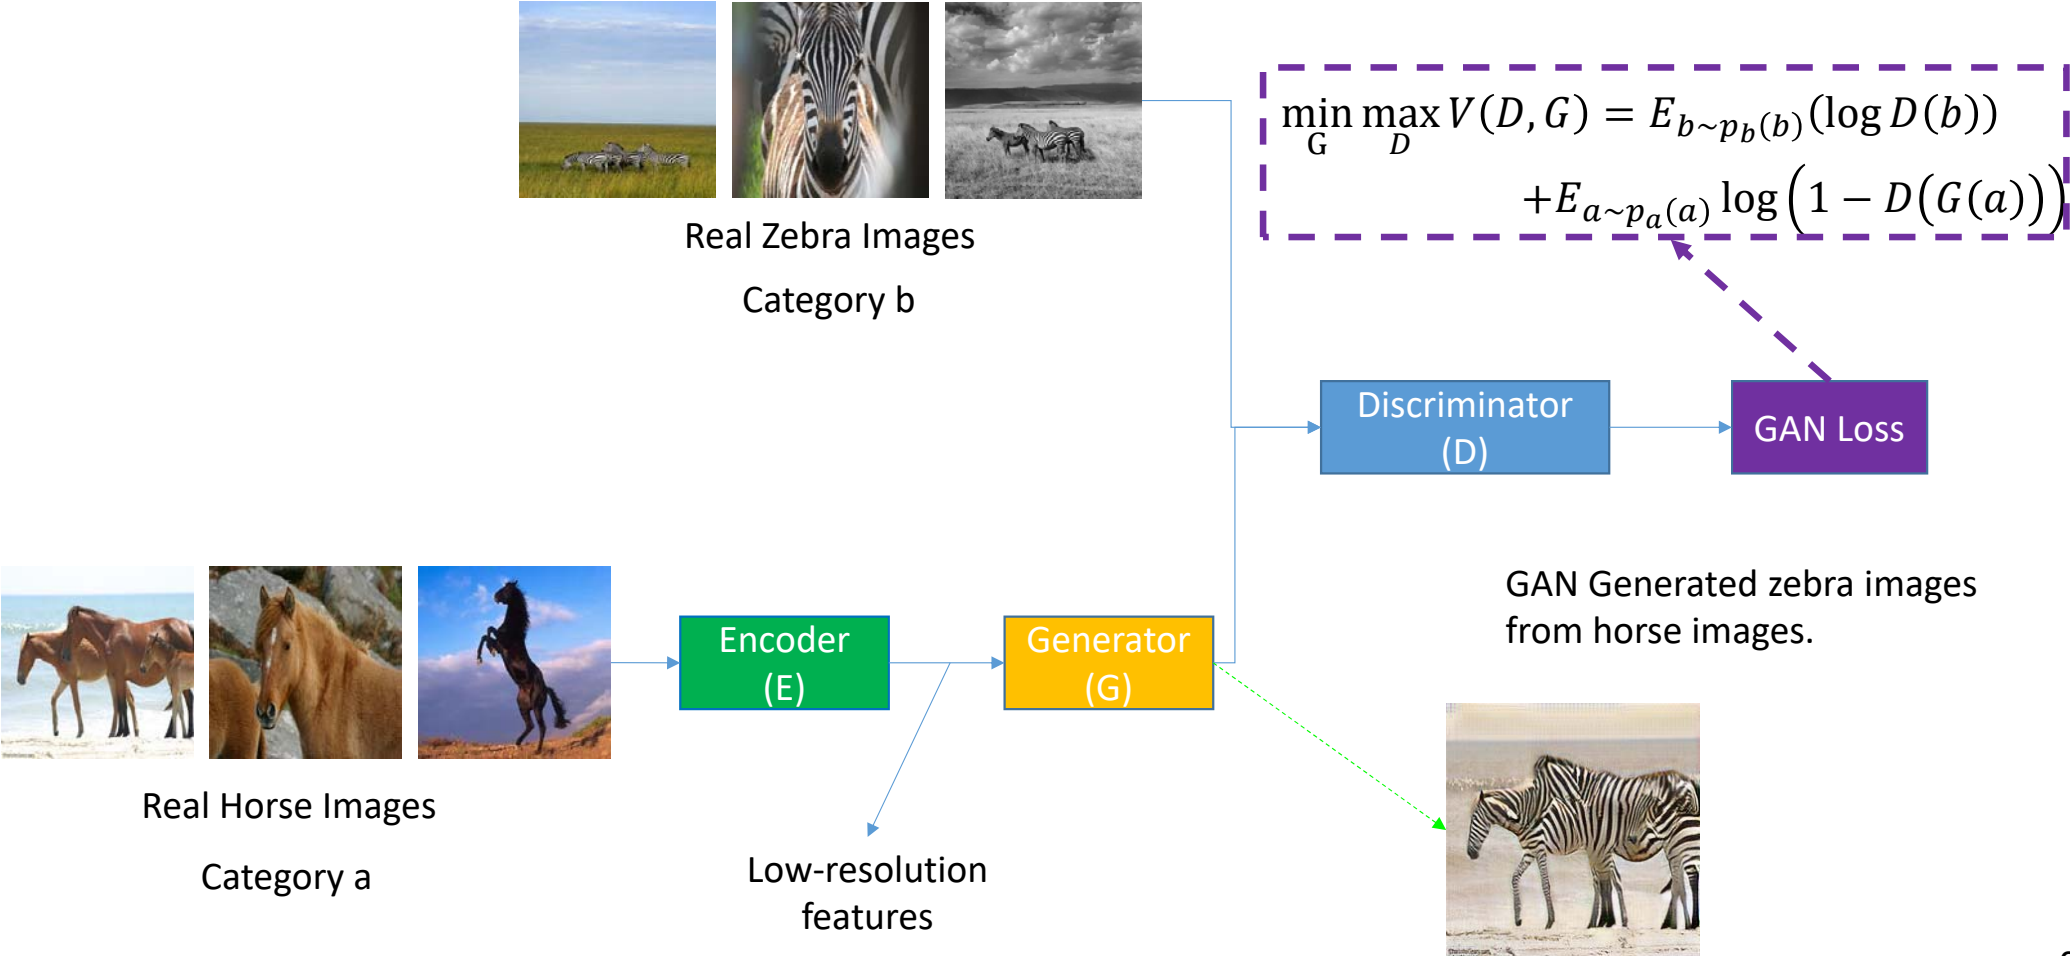 Real Zebra Images
Category b
min max V(D, G) = E_{b~p_b(b)}(log D(b))
G D
+E_{a~p_a(a)} log(1 − D(G(a)))
Discriminator
(D)
GAN Loss
Real Horse Images
Category a
Encoder
(E)
Generator
(G)
Low-resolution
features
GAN Generated zebra images
from horse images.